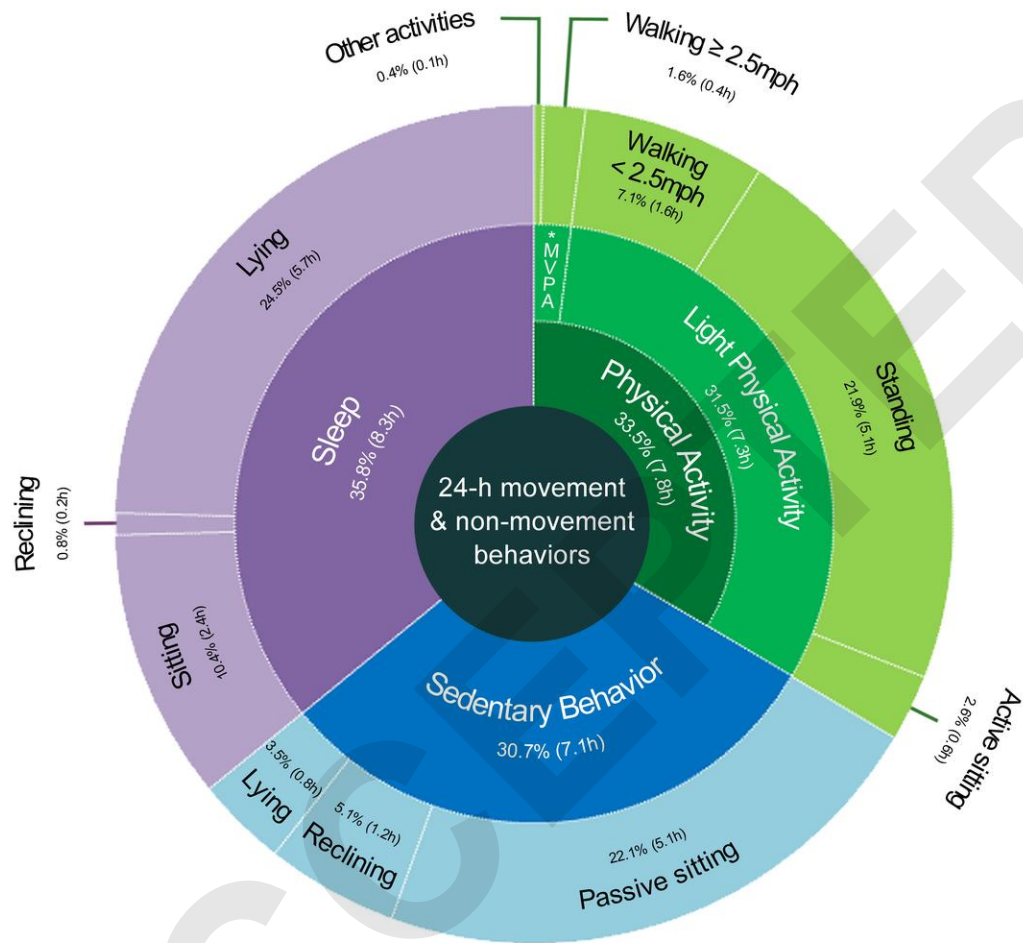 Other activities
0.4% (0.1h)
Walking ≥ 2.5mph
1.6% (0.4h)
Walking
< 2.5mph
7.1% (1.6h)
Standing
21.9% (5.1h)
Active sitting
2.6% (0.6h)
*MVPA
Light Physical Activity
31.5% (7.3h)
Physical Activity
33.5% (7.8h)
24-h movement
& non-movement
behaviors
Sleep
35.8% (8.3h)
Lying
24.5% (5.7h)
Reclining
0.8% (0.2h)
Sitting
10.4% (2.4h)
Sedentary Behavior
30.7% (7.1h)
3.5% (0.8h)
Lying
5.1% (1.2h)
Reclining
22.1% (5.1h)
Passive sitting
CCEPTED